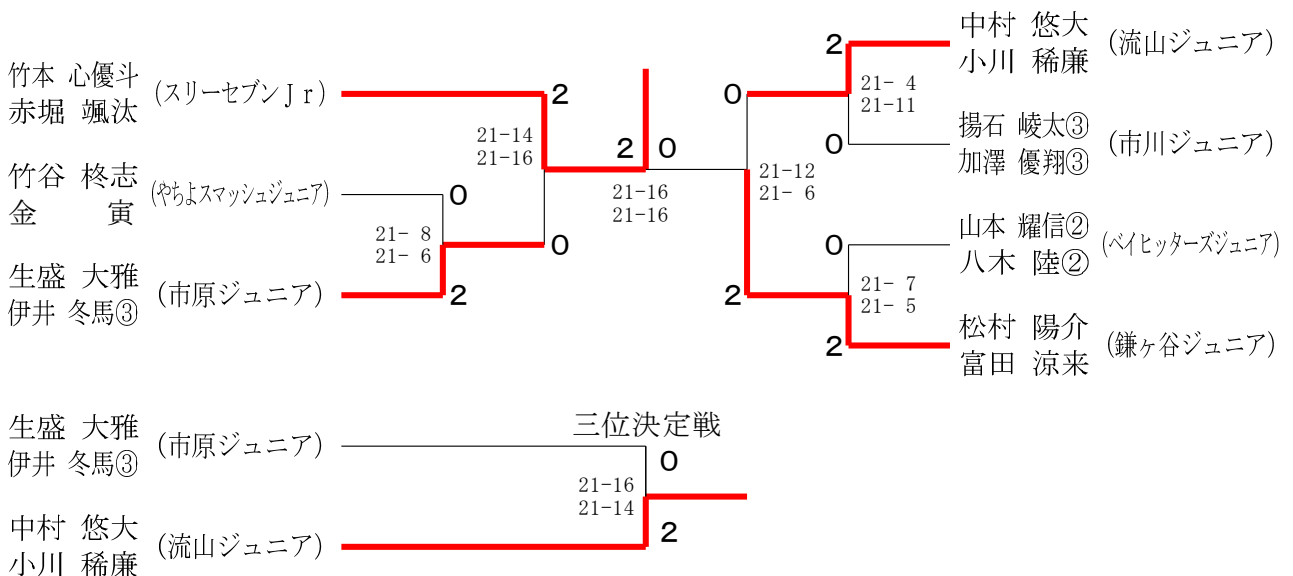 竹本 心優斗
赤堀 颯汰
(スリーセブンＪｒ)
2
21-14
21-16
竹谷 柊志
金 寅
(やちよスマッシュジュニア)
0
21- 8
21- 6
0
生盛 大雅
伊井 冬馬③
(市原ジュニア)
2
2 0
21-16
21-16
中村 悠大
小川 稀廉
(流山ジュニア)
2
0
21- 4
21-11
揚石 崚太③
加澤 優翔③
(市川ジュニア)
0
21-12
21- 6
山本 耀信②
八木 陸②
(ベイヒッターズジュニア)
0
21- 7
21- 5
2
松村 陽介
富田 涼来
(鎌ヶ谷ジュニア)
2
三位決定戦
生盛 大雅
伊井 冬馬③
(市原ジュニア)
0
21-16
21-14
中村 悠大
小川 稀廉
(流山ジュニア)
2